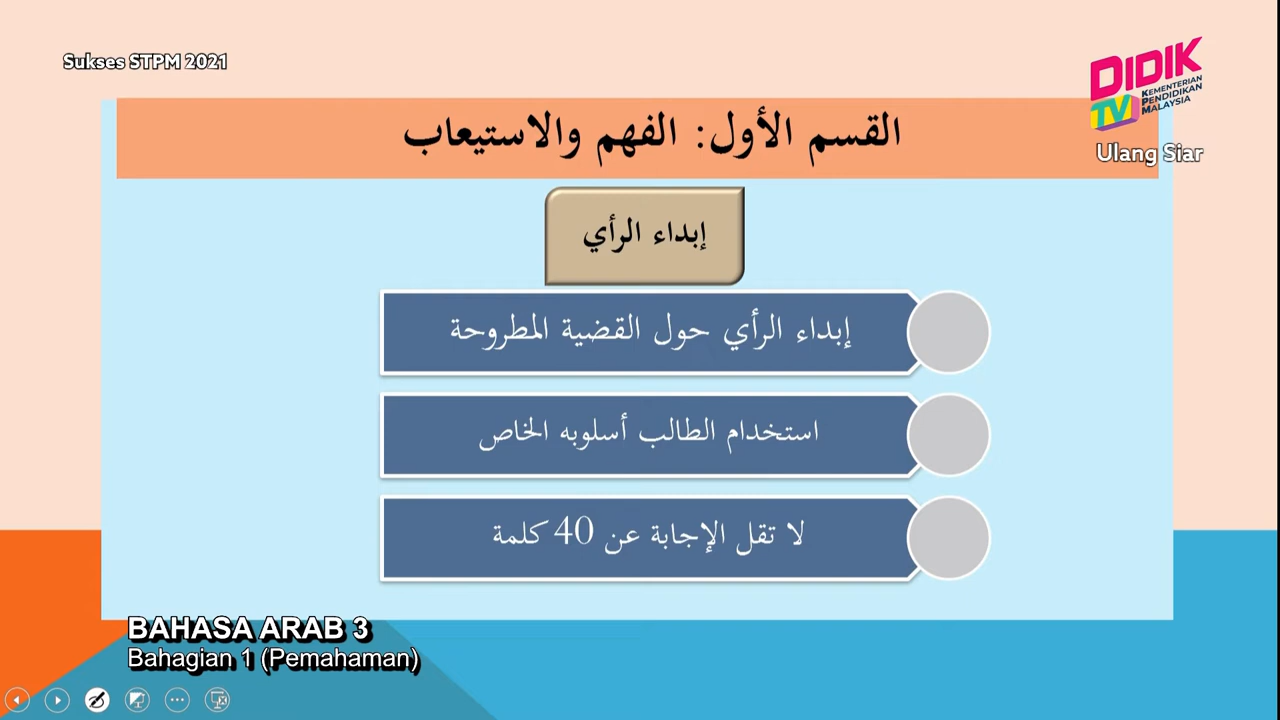 Sukses STPM 2021
DIDIK
TV
KEMENTERIAN
PENDIDIKAN
MALAYSIA
Ulang Siar
القسم الأول: الفهم والاستيعاب
إبداء الرأي
إبداء الرأي حول القضية المطروحة
استخدام الطالب أسلوبه الخاص
لا تقل الإجابة عن 40 كلمة
BAHASA ARAB 3
Bahagian 1 (Pemahaman)